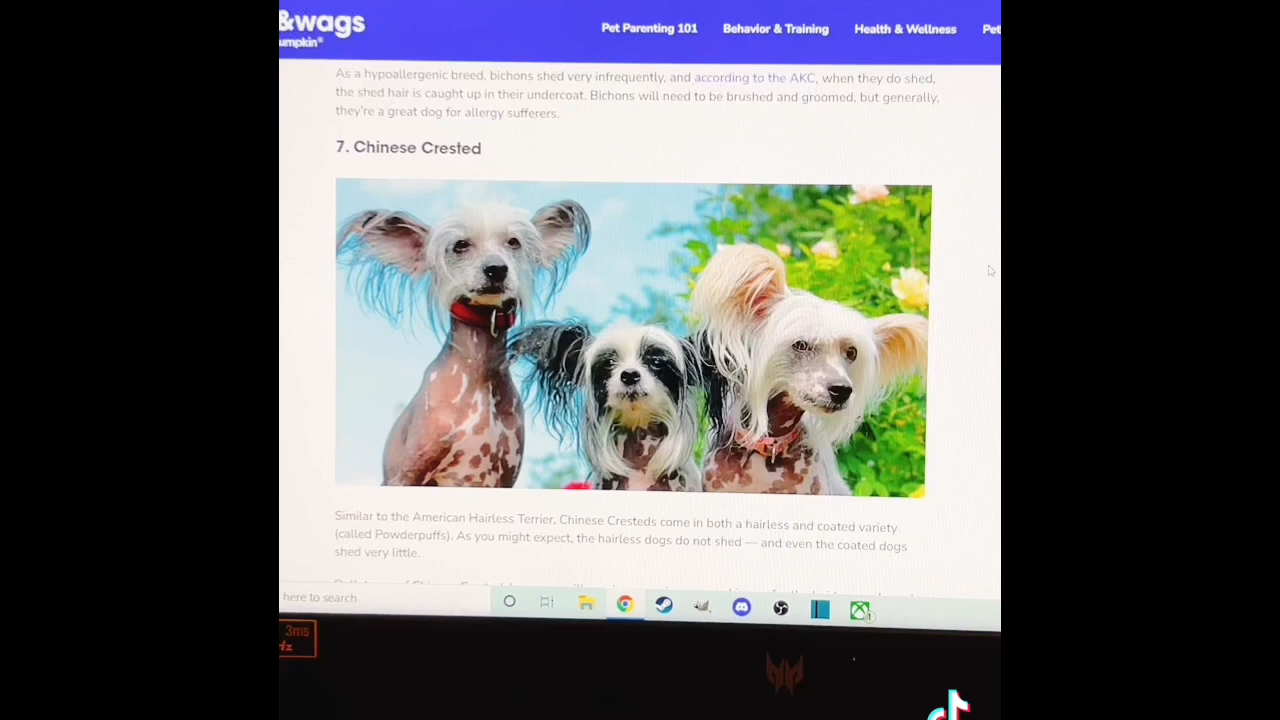 &wags
umpkin®
Pet Parenting 101
Behavior & Training
Health & Wellness
Pet
As a hypoallergenic breed, bichons shed very infrequently, and according to the AKC, when they do shed,
the shed hair is caught up in their undercoat. Bichons will need to be brushed and groomed, but generally,
they're a great dog for allergy sufferers.
7. Chinese Crested
Similar to the American Hairless Terrier, Chinese Cresteds come in both a hairless and coated variety
(called Powderpuffs). As you might expect, the hairless dogs do not shed — and even the coated dogs
shed very little.
here to search
3ms
Hz